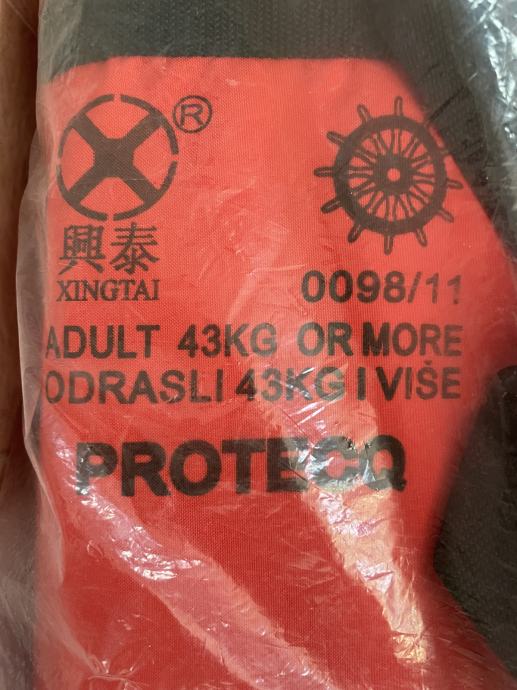 ®
興泰
XINGTAI
0098/11
ADULT 43KG OR MORE
ODRASLI 43KG I VIŠE
PROTECQ